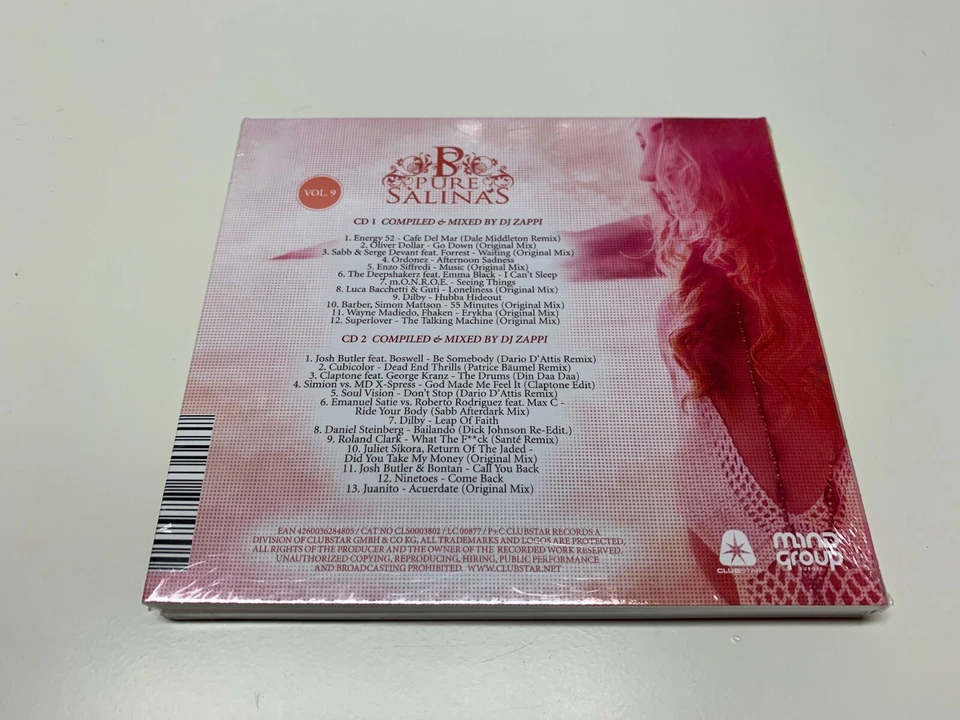 VOL. 9
PURE
SALINAS
CD 1 COMPILED & MIXED BY DJ ZAPPI
1. Energy 52 - Cafe Del Mar (Dale Middleton Remix)
2. Oliver Dollar - Go Down (Original Mix)
3. Sabb & Serge Devant feat. Forrest - Waiting (Original Mix)
4. Ordonez - Afternoon Sadness
5. Enzo Siffredi - Music (Original Mix)
6. The Deepshakerz feat. Emma Black - I Can't Sleep
7. m.O.N.R.O.E. - Seeing Things
8. Luca Bacchetti & Guti - Loneliness (Original Mix)
9. Dilby - Hubba Hideout
10. Barber, Simon Mattson - 55 Minutes (Original Mix)
11. Wayne Madiedo, Fhaken - Erykha (Original Mix)
12. Superlover - The Talking Machine (Original Mix)
CD 2 COMPILED & MIXED BY DJ ZAPPI
1. Josh Butler feat. Boswell - Be Somebody (Dario D'Attis Remix)
2. Cubicolor - Dead End Thrills (Patrice Bäumel Remix)
3. Claptone feat. George Kranz - The Drums (Din Daa Daa)
4. Simion vs. MD X-Spress - God Made Me Feel It (Claptone Edit)
5. Soul Vision - Don't Stop (Dario D'Attis Remix)
6. Emanuel Satie vs. Roberto Rodriguez feat. Max C -
Ride Your Body (Sabb Afterdark Mix)
7. Dilby - Leap Of Faith
8. Daniel Steinberg - Bailando (Dick Johnson Re-Edit.)
9. Roland Clark - What The F**ck (Santé Remix)
10. Juliet Sikora, Return Of The Jaded -
Did You Take My Money (Original Mix)
11. Josh Butler & Bontan - Call You Back
12. Ninetoes - Come Back
13. Juanito - Acuerdate (Original Mix)
EAN 4260036284805 / CAT NO CLS0003802 / LC 00877 / P+C CLUBSTAR RECORDS A
DIVISION OF CLUBSTAR GMBH & CO KG, ALL TRADEMARKS AND LOGOS ARE PROTECTED.
ALL RIGHTS OF THE PRODUCER AND THE OWNER OF THE RECORDED WORK RESERVED.
UNAUTHORIZED COPYING, REPRODUCING, HIRING, PUBLIC PERFORMANCE
AND BROADCASTING PROHIBITED. WWW.CLUBSTAR.NET
CLUBSTAR
mind
group
EUROPE